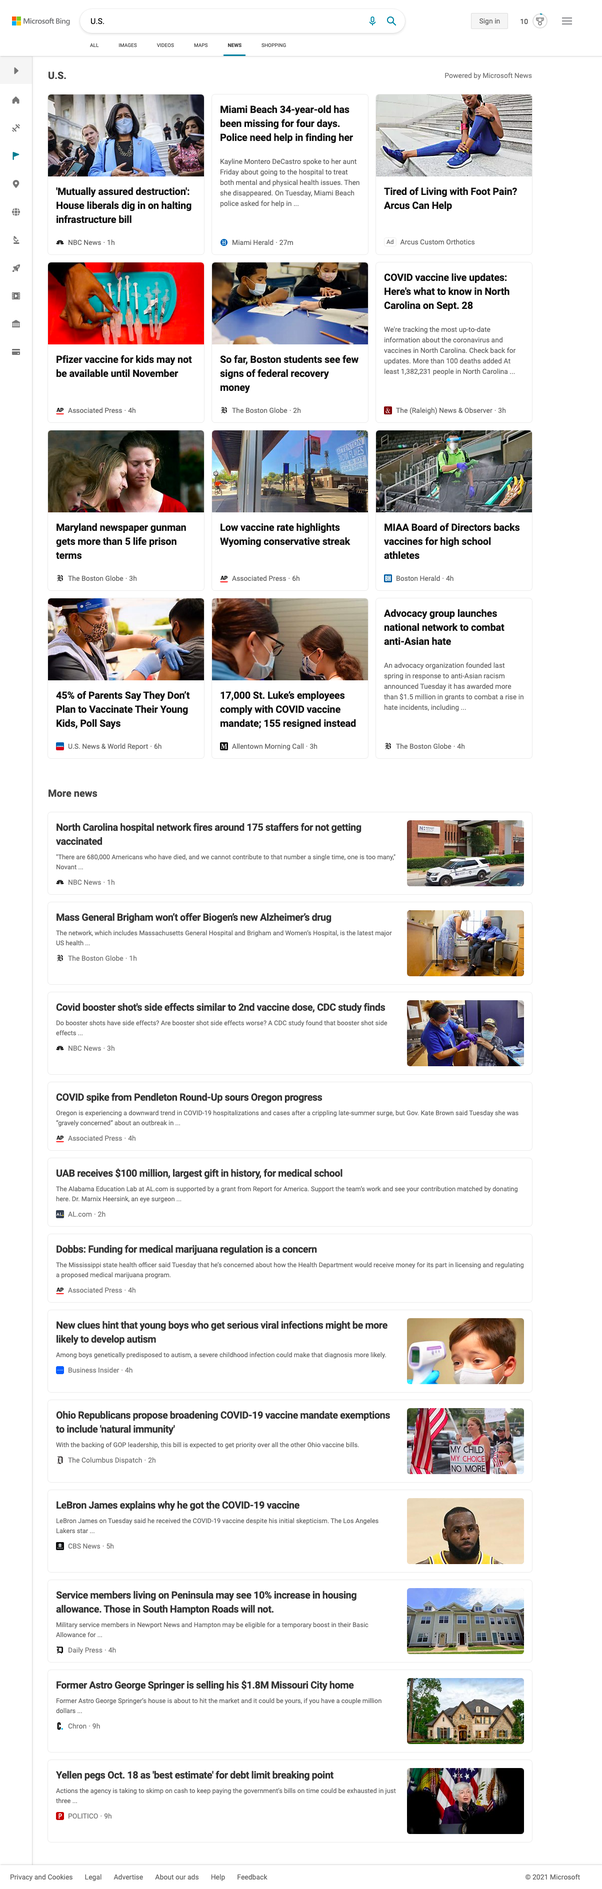 Microsoft Bing
U.S.
Sign in
10
ALL
IMAGES
VIDEOS
MAPS
NEWS
SHOPPING
U.S.
Powered by Microsoft News
'Mutually assured destruction':
House liberals dig in on halting
infrastructure bill
NBC News · 1h
Miami Beach 34-year-old has
been missing for four days.
Police need help in finding her
Kayline Montero DeCastro spoke to her aunt
Friday about going to the hospital to treat
both mental and physical health issues. Then
she disappeared. On Tuesday, Miami Beach
police asked for help in ...
Miami Herald · 27m
Tired of Living with Foot Pain?
Arcus Can Help
Ad Arcus Custom Orthotics
Pfizer vaccine for kids may not
be available until November
AP Associated Press · 4h
So far, Boston students see few
signs of federal recovery
money
The Boston Globe · 2h
COVID vaccine live updates:
Here's what to know in North
Carolina on Sept. 28
We're tracking the most up-to-date
information about the coronavirus and
vaccines in North Carolina. Check back for
updates. More than 100 deaths added At
least 1,382,231 people in North Carolina ...
The (Raleigh) News & Observer · 3h
Maryland newspaper gunman
gets more than 5 life prison
terms
The Boston Globe · 3h
Low vaccine rate highlights
Wyoming conservative streak
AP Associated Press · 6h
MIAA Board of Directors backs
vaccines for high school
athletes
Boston Herald · 4h
45% of Parents Say They Don't
Plan to Vaccinate Their Young
Kids, Poll Says
U.S. News & World Report · 6h
17,000 St. Luke's employees
comply with COVID vaccine
mandate; 155 resigned instead
Allentown Morning Call · 3h
Advocacy group launches
national network to combat
anti-Asian hate
An advocacy organization founded last
spring in response to anti-Asian racism
announced Tuesday it has awarded more
than $1.5 million in grants to combat a rise in
hate incidents, including ...
The Boston Globe · 4h
More news
North Carolina hospital network fires around 175 staffers for not getting
vaccinated
"There are 680,000 Americans who have died, and we cannot contribute to that number a single time, one is too many,"
Novant ...
NBC News · 1h
Mass General Brigham won't offer Biogen's new Alzheimer's drug
The network, which includes Massachusetts General Hospital and Brigham and Women's Hospital, is the latest major
US health ...
The Boston Globe · 1h
Covid booster shot's side effects similar to 2nd vaccine dose, CDC study finds
Do booster shots have side effects? Are booster shot side effects worse? A CDC study found that booster shot side
effects ...
NBC News · 3h
COVID spike from Pendleton Round-Up sours Oregon progress
Oregon is experiencing a downward trend in COVID-19 hospitalizations and cases after a crippling late-summer surge, but Gov. Kate Brown said Tuesday she was
"gravely concerned" about an outbreak in ...
AP Associated Press · 4h
UAB receives $100 million, largest gift in history, for medical school
The Alabama Education Lab at AL.com is supported by a grant from Report for America. Support the team's work and see your contribution matched by donating
here. Dr. Marnix Heersink, an eye surgeon ...
AL.com · 2h
Dobbs: Funding for medical marijuana regulation is a concern
The Mississippi state health officer said Tuesday that he's concerned about how the Health Department would receive money for its part in licensing and regulating
a proposed medical marijuana program.
AP Associated Press · 4h
New clues hint that young boys who get serious viral infections might be more
likely to develop autism
Among boys genetically predisposed to autism, a severe childhood infection could make that diagnosis more likely.
Business Insider · 4h
Ohio Republicans propose broadening COVID-19 vaccine mandate exemptions
to include 'natural immunity'
With the backing of GOP leadership, this bill is expected to get priority over all the other Ohio vaccine bills.
The Columbus Dispatch · 2h
MY CHILD
MY CHOICE
NO MORE
LeBron James explains why he got the COVID-19 vaccine
LeBron James on Tuesday said he received the COVID-19 vaccine despite his initial skepticism. The Los Angeles
Lakers star ...
CBS News · 5h
Service members living on Peninsula may see 10% increase in housing
allowance. Those in South Hampton Roads will not.
Military service members in Newport News and Hampton may be eligible for a temporary boost in their Basic
Allowance for ...
Daily Press · 4h
Former Astro George Springer is selling his $1.8M Missouri City home
Former Astro George Springer's house is about to hit the market and it could be yours, if you have a couple million
dollars ...
Chron · 9h
Yellen pegs Oct. 18 as 'best estimate' for debt limit breaking point
Actions the agency is taking to skimp on cash to keep paying the government's bills on time could be exhausted in just
three ...
POLITICO · 9h
Privacy and Cookies
Legal
Advertise
About our ads
Help
Feedback
© 2021 Microsoft